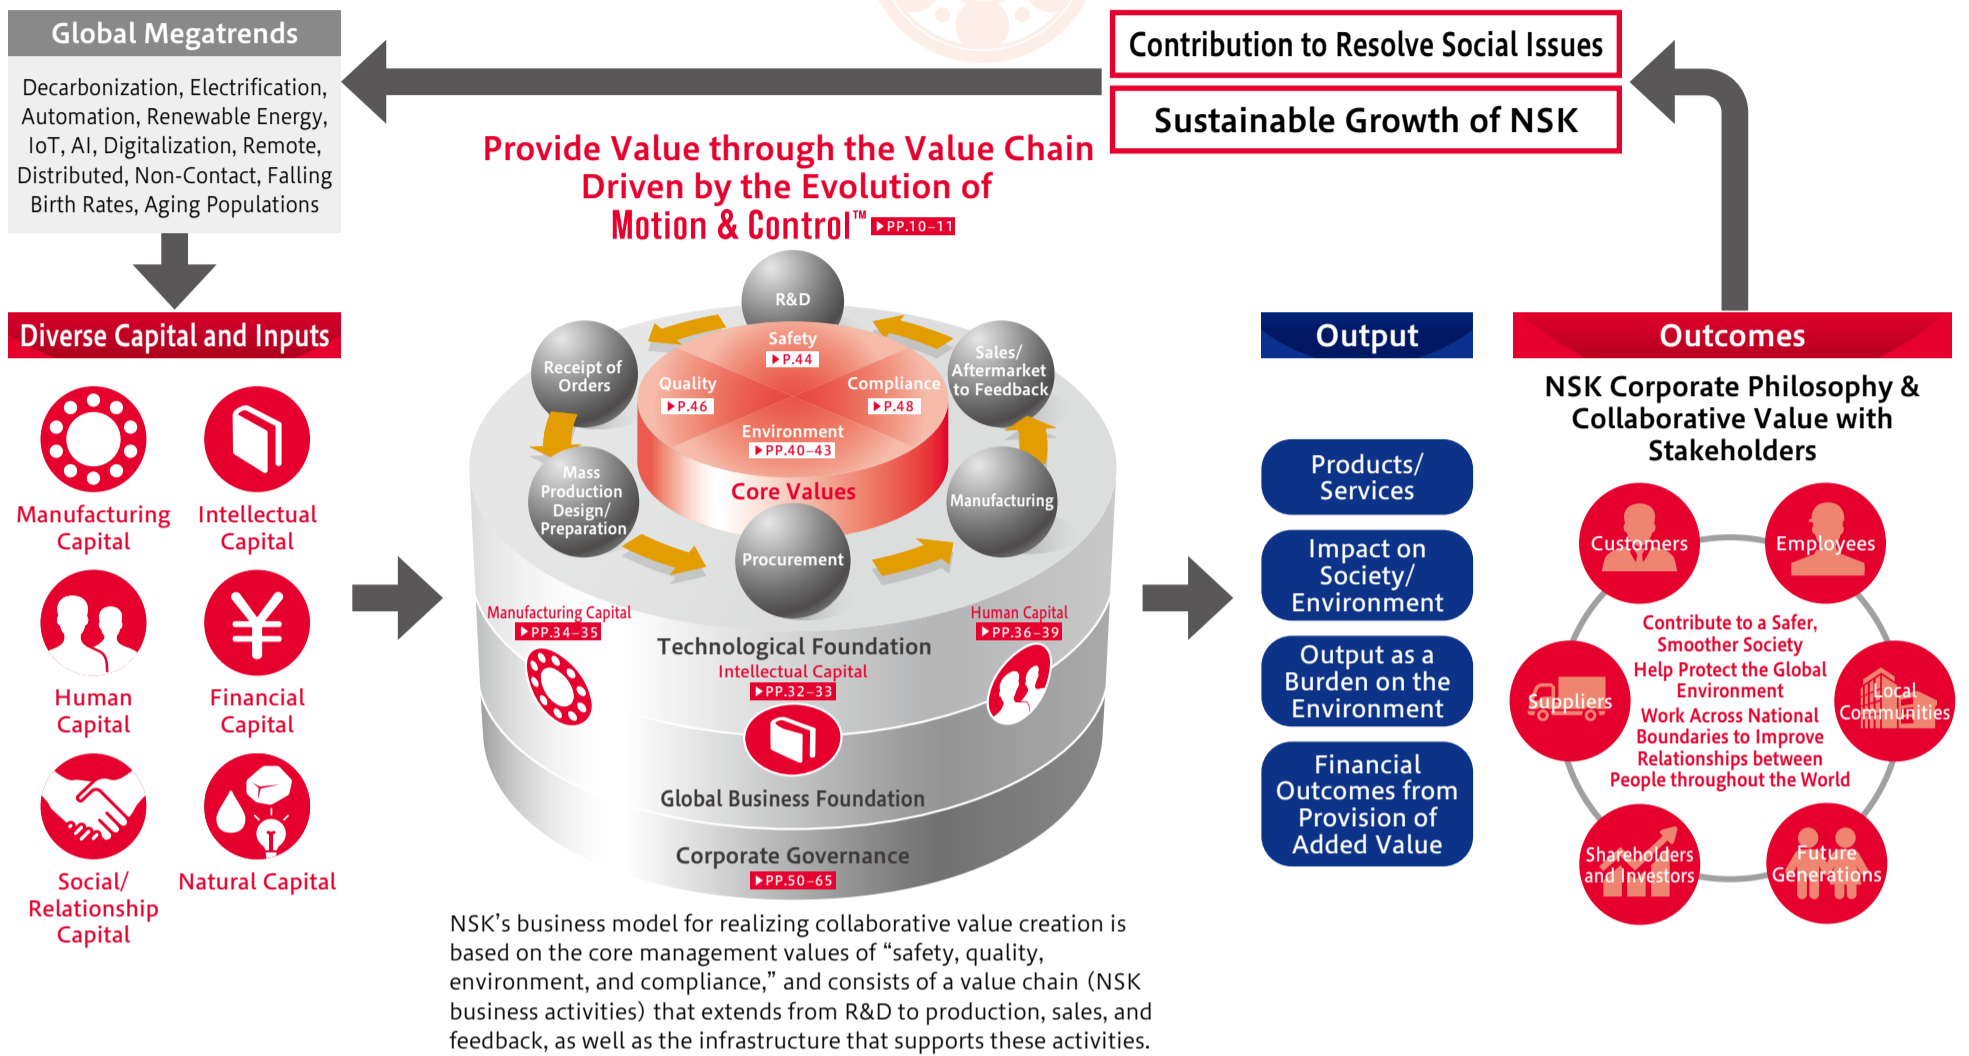 Global Megatrends
Decarbonization, Electrification,
Automation, Renewable Energy,
IoT, AI, Digitalization, Remote,
Distributed, Non-Contact, Falling
Birth Rates, Aging Populations
Contribution to Resolve Social Issues
Sustainable Growth of NSK
Provide Value through the Value Chain
Driven by the Evolution of
Motion & Control™ ▶PP.10–11
Diverse Capital and Inputs
Manufacturing
Capital
Intellectual
Capital
Human
Capital
Financial
Capital
Social/
Relationship
Capital
Natural Capital
R&D
Receipt of
Orders
Mass
Production
Design/
Preparation
Procurement
Manufacturing
Sales/
Aftermarket
to Feedback
Safety
▶P.44
Quality
▶P.46
Compliance
▶P.48
Environment
▶PP.40–43
Core Values
Manufacturing Capital
▶PP.34–35
Human Capital
▶PP.36–39
Technological Foundation
Intellectual Capital
▶PP.32–33
Global Business Foundation
Corporate Governance
▶PP.50–65
NSK’s business model for realizing collaborative value creation is
based on the core management values of “safety, quality,
environment, and compliance,” and consists of a value chain (NSK
business activities) that extends from R&D to production, sales, and
feedback, as well as the infrastructure that supports these activities.
Output
Products/
Services
Impact on
Society/
Environment
Output as a
Burden on the
Environment
Financial
Outcomes from
Provision of
Added Value
Outcomes
NSK Corporate Philosophy &
Collaborative Value with
Stakeholders
Customers
Employees
Suppliers
Local
Communities
Shareholders
and Investors
Future
Generations
Contribute to a Safer,
Smoother Society
Help Protect the Global
Environment
Work Across National
Boundaries to Improve
Relationships between
People throughout the World